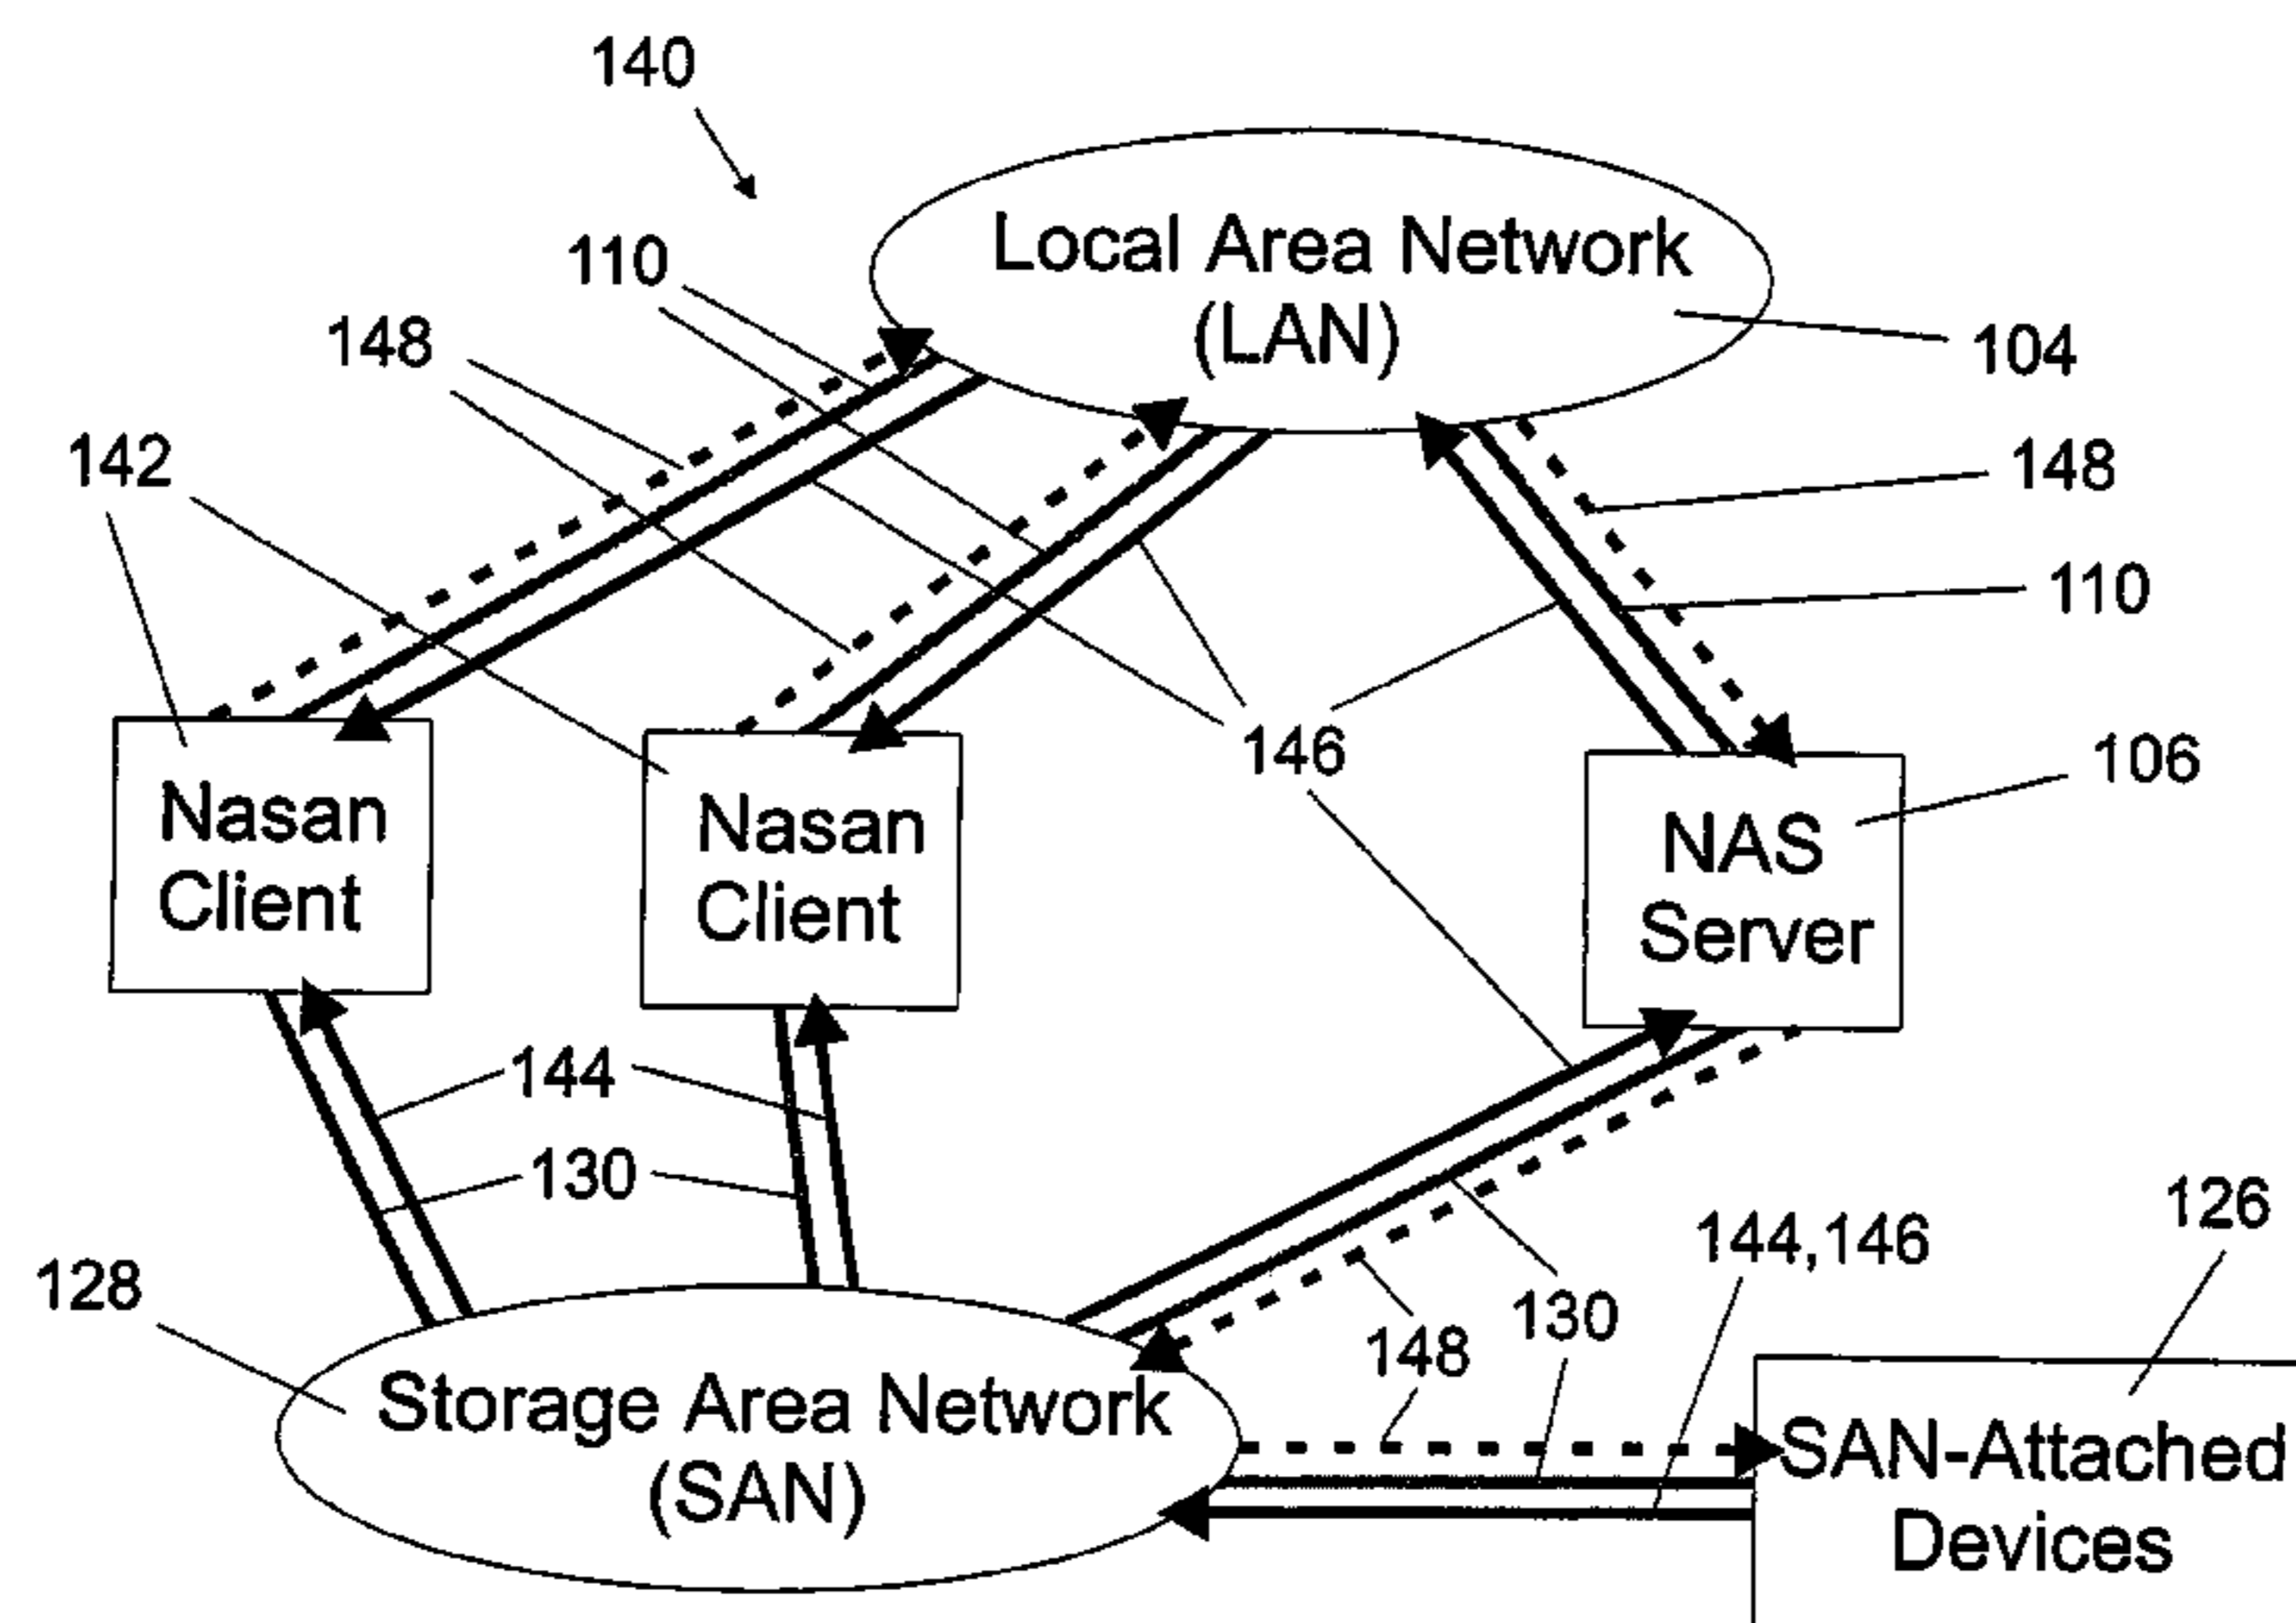 140
Local Area Network
(LAN)
110
148
104
142
148
110
146
106
Nasan
Client
Nasan
Client
NAS
Server
144
130
126
144,146
128
130
148
Storage Area Network
(SAN)
SAN-Attached
Devices